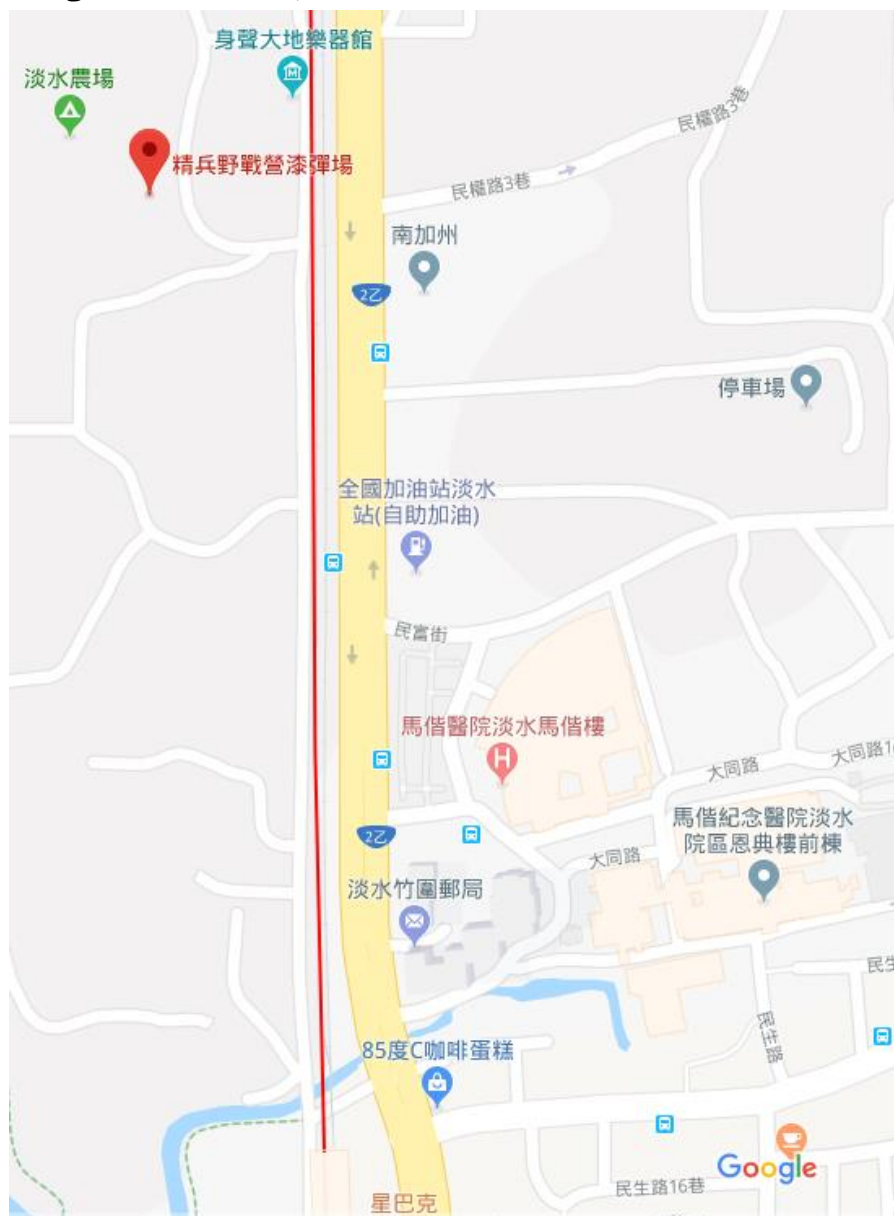 身聲大地樂器館
淡水農場
民權路3巷
精兵野戰營漆彈場
民權路3巷
南加州
2乙
停車場
全國加油站淡水
站(自助加油)
民富街
馬偕醫院淡水馬偕樓
大同路
大同路1
馬偕紀念醫院淡水
院區恩典樓前棟
2乙
大同路
淡水竹圍郵局
民生
民生路
85度C咖啡蛋糕
Google
民生路16巷
星巴克